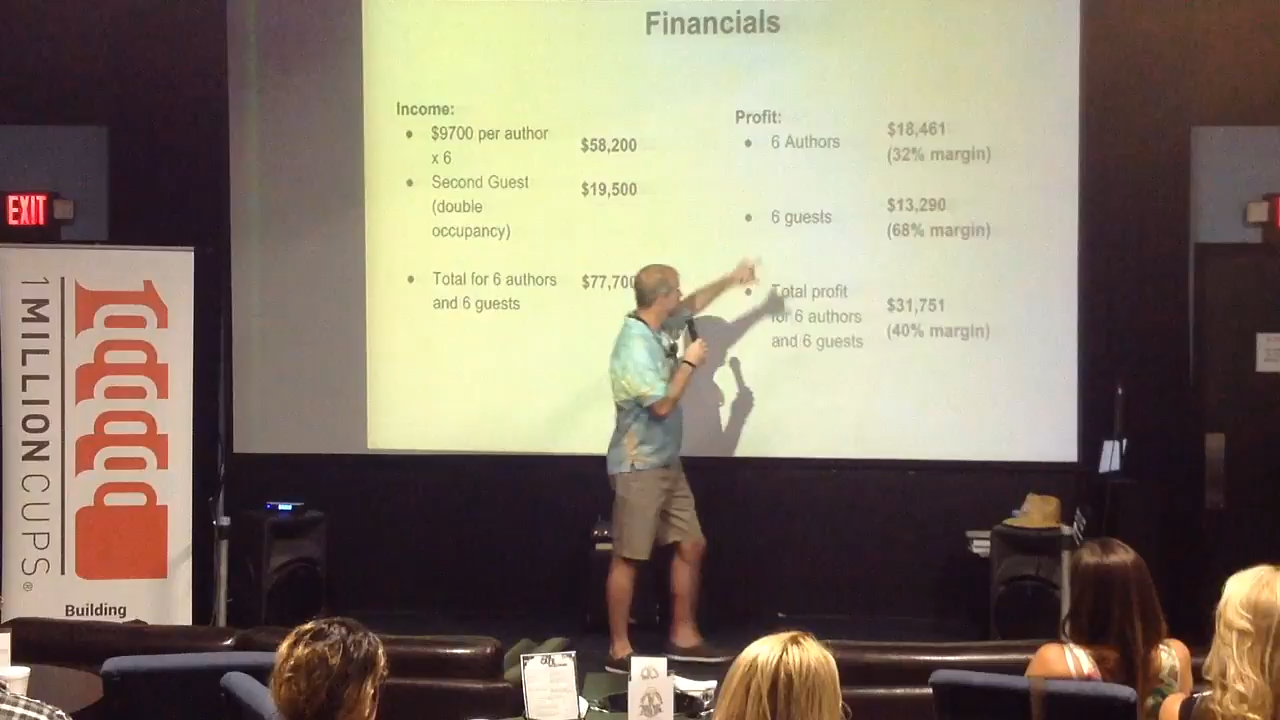 Financials
Income:
● $9700 per author
x 6
$58,200
● Second Guest
(double
occupancy)
$19,500
● Total for 6 authors
and 6 guests
$77,700
Profit:
● 6 Authors
$18,461
(32% margin)
● 6 guests
$13,290
(68% margin)
● Total profit
for 6 authors
and 6 guests
$31,751
(40% margin)
EXIT
1 MILLION CUPS®
Building